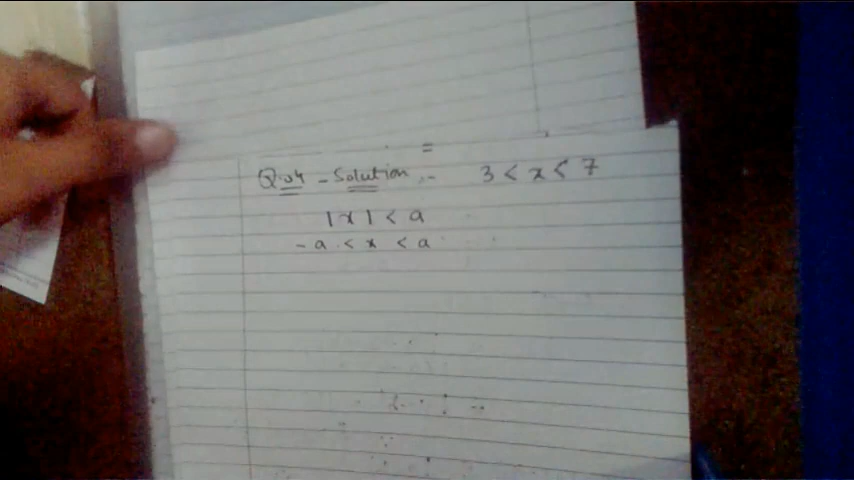 Q.04 - Solution :- 3 < x < 7
|x| < a
-a < x < a